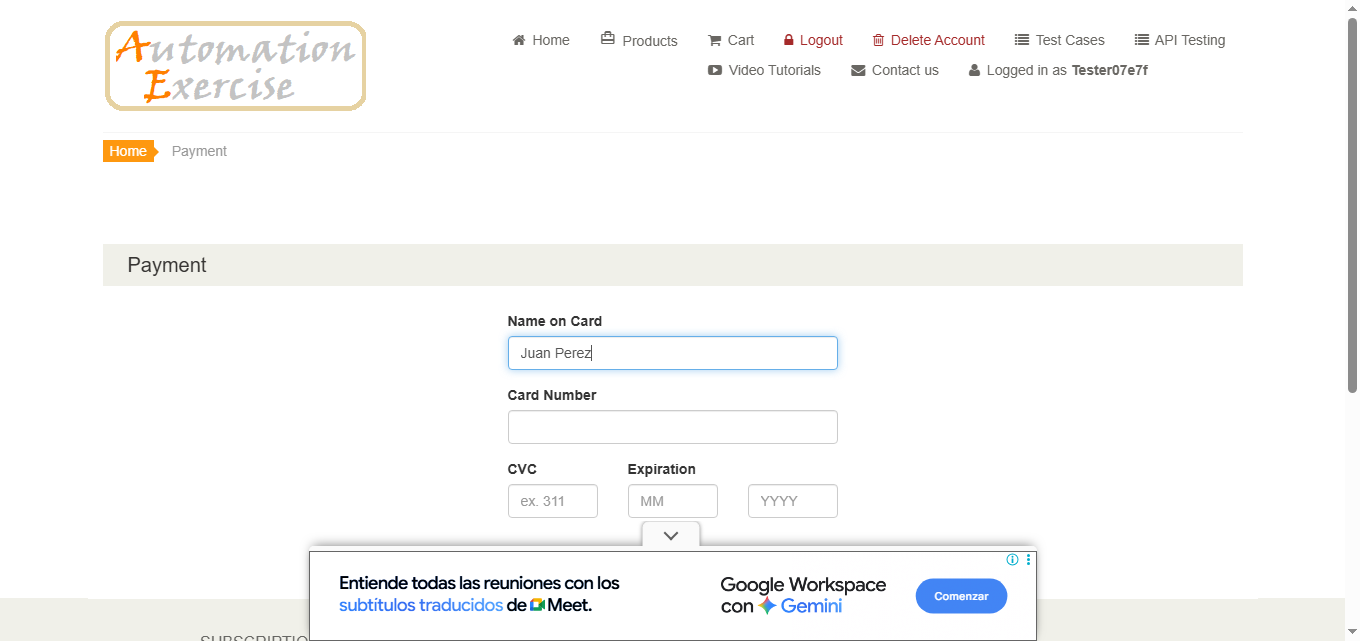 Automation
Exercise
Home Products Cart Logout Delete Account Test Cases API Testing
Video Tutorials Contact us Logged in as Tester07e7f
Home Payment
Payment
Name on Card
Juan Perez
Card Number
CVC Expiration
ex. 311 MM YYYY
Entiende todas las reuniones con los
subtítulos traducidos de Meet.
Google Workspace
con Gemini
Comenzar
SUBSCRIPTIO